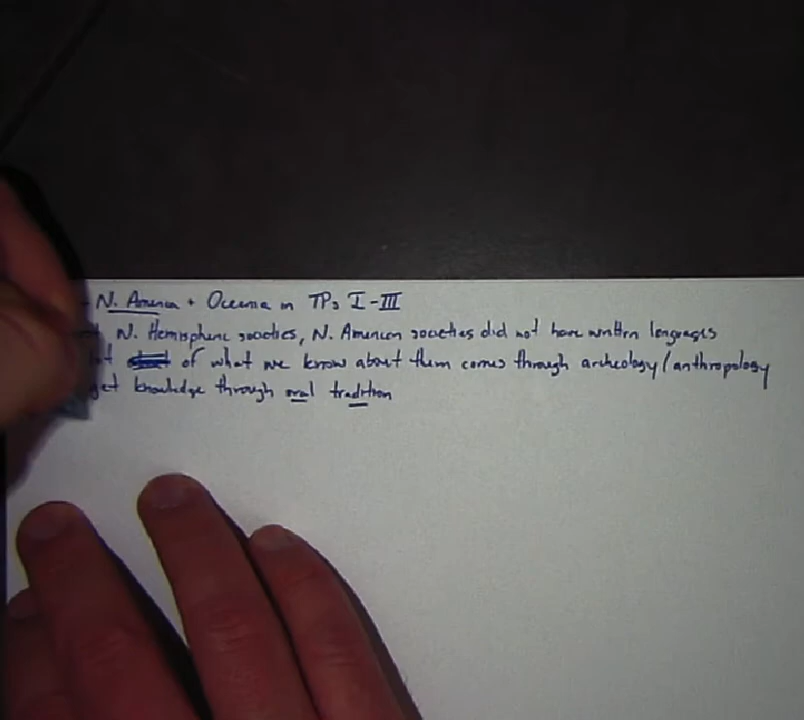 - N. America + Oceania in TPs I-III
N. Hemisphere societies, N. American societies did not have written languages
of what we know about them comes through archeology/anthropology
get knowledge through oral tradition